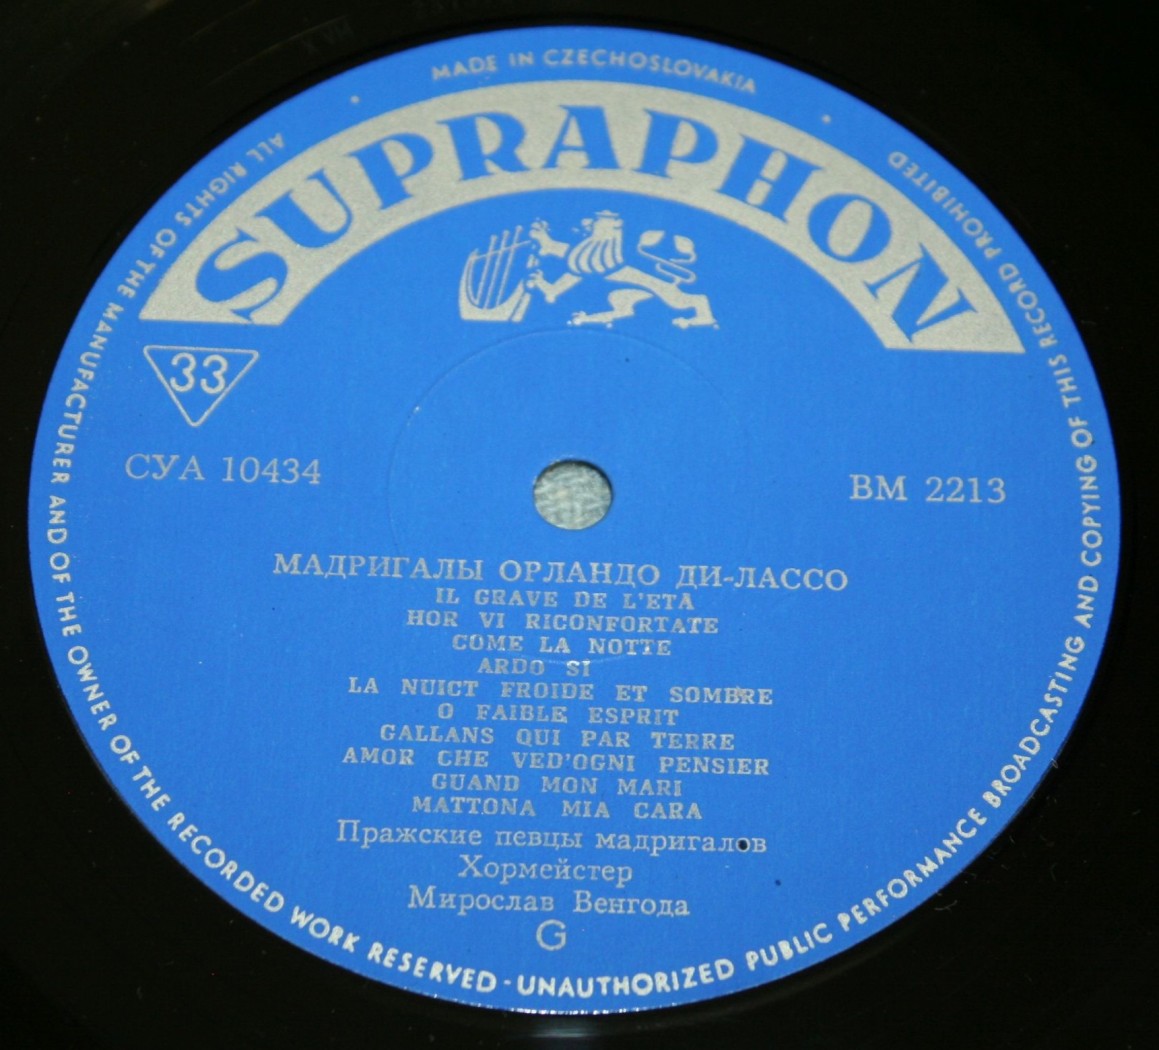 MADE IN CZECHOSLOVAKIA
SUPRAPHON
33
СУА 10434
ВМ 2213
МАДРИГАЛЫ ОРЛАНДО ДИ-ЛАССО
IL GRAVE DE L'ETA
HOR VI RICONFORTATE
COME LA NOTTE
ARDO SI
LA NUICT FROIDE ET SOMBRE
O FAIBLE ESPRIT
GALLANS QUI PAR TERRE
AMOR CHE VED'OGNI PENSIER
GUAND MON MARI
MATTONA MIA CARA
Пражские певцы мадригалов
Хормейстер
Мирослав Венгода
G
ALL RIGHTS OF THE MANUFACTURER AND OF THE OWNER OF THE RECORDED WORK RESERVED - UNAUTHORIZED PUBLIC PERFORMANCE BROADCASTING AND COPYING OF THIS RECORD PROHIBITED